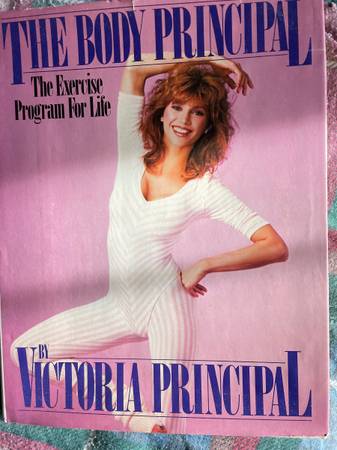 THE BODY PRINCIPAL
The Exercise
Program For Life
BY
VICTORIA PRINCIPAL